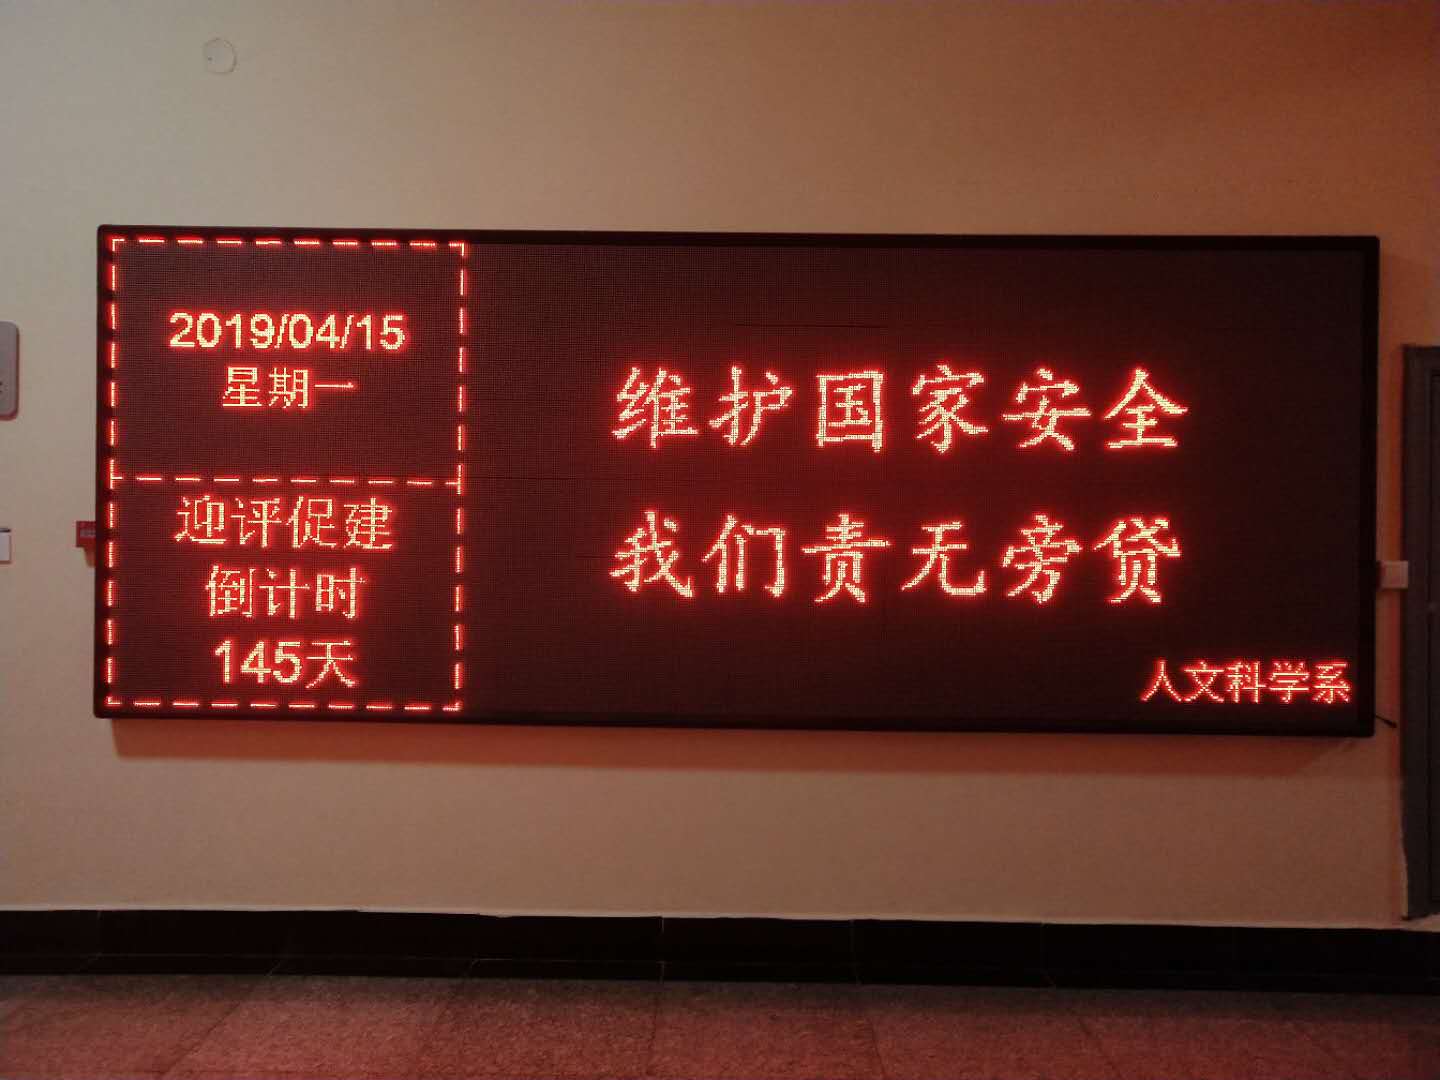 2019/04/15
星期一
迎评促建
倒计时
145天
维护国家安全
我们责无旁贷
人文科学系